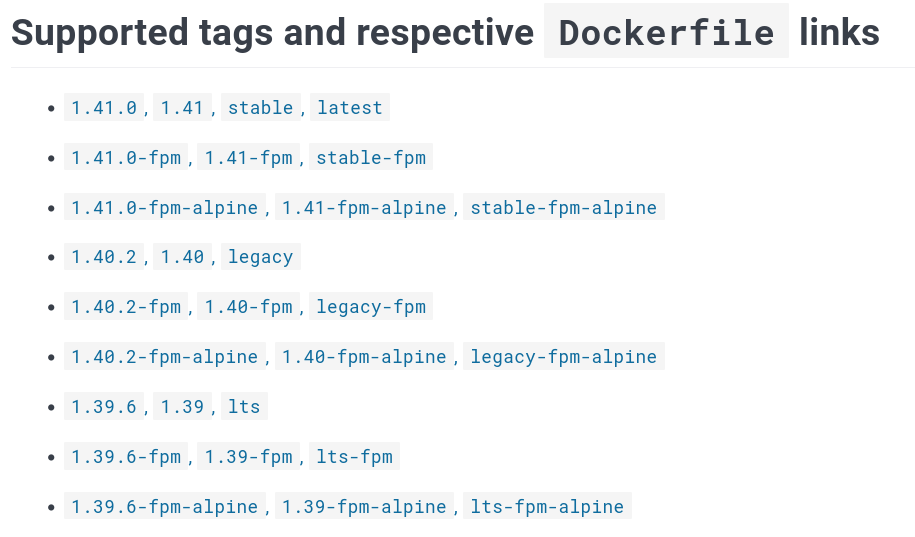 Supported tags and respective Dockerfile links
• 1.41.0, 1.41, stable, latest
• 1.41.0-fpm, 1.41-fpm, stable-fpm
• 1.41.0-fpm-alpine, 1.41-fpm-alpine, stable-fpm-alpine
• 1.40.2, 1.40, legacy
• 1.40.2-fpm, 1.40-fpm, legacy-fpm
• 1.40.2-fpm-alpine, 1.40-fpm-alpine, legacy-fpm-alpine
• 1.39.6, 1.39, lts
• 1.39.6-fpm, 1.39-fpm, lts-fpm
• 1.39.6-fpm-alpine, 1.39-fpm-alpine, lts-fpm-alpine